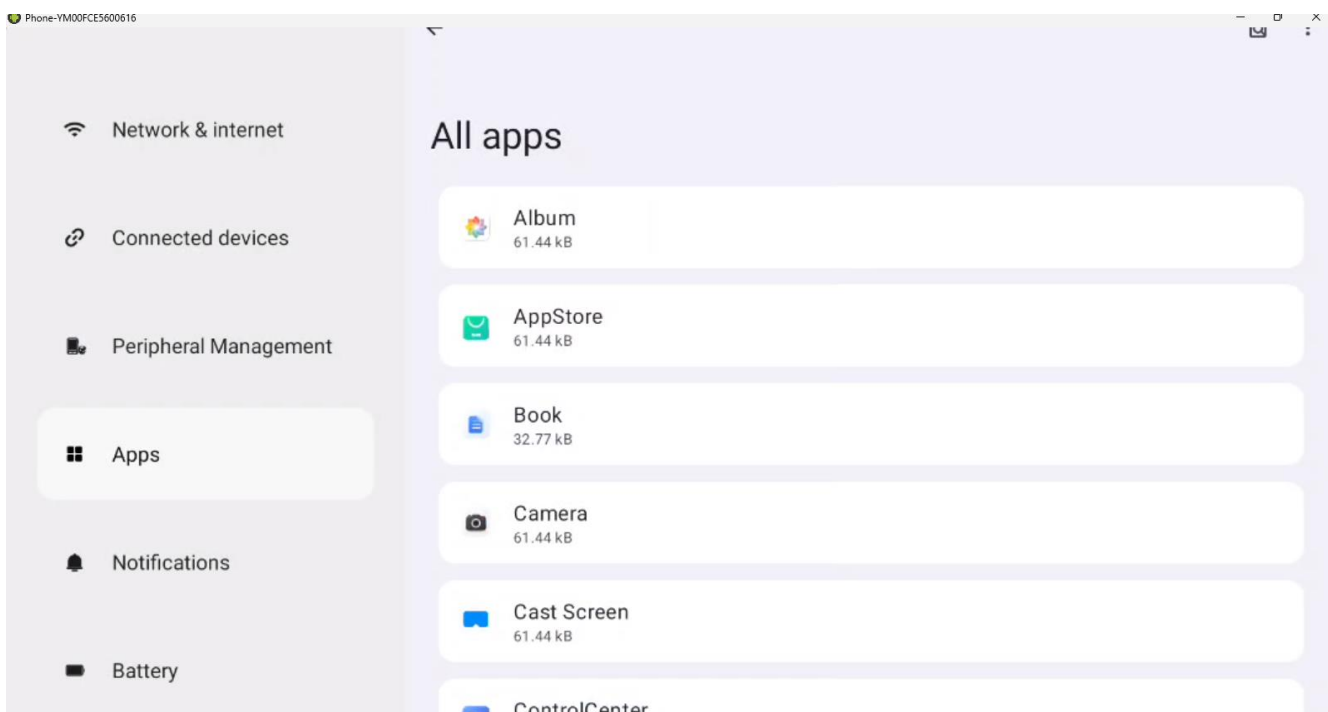 Phone-YM00FCE5600616
Network & internet
Connected devices
Peripheral Management
Apps
Notifications
Battery
All apps
Album
61.44 kB
AppStore
61.44 kB
Book
32.77 kB
Camera
61.44 kB
Cast Screen
61.44 kB
ControlCenter